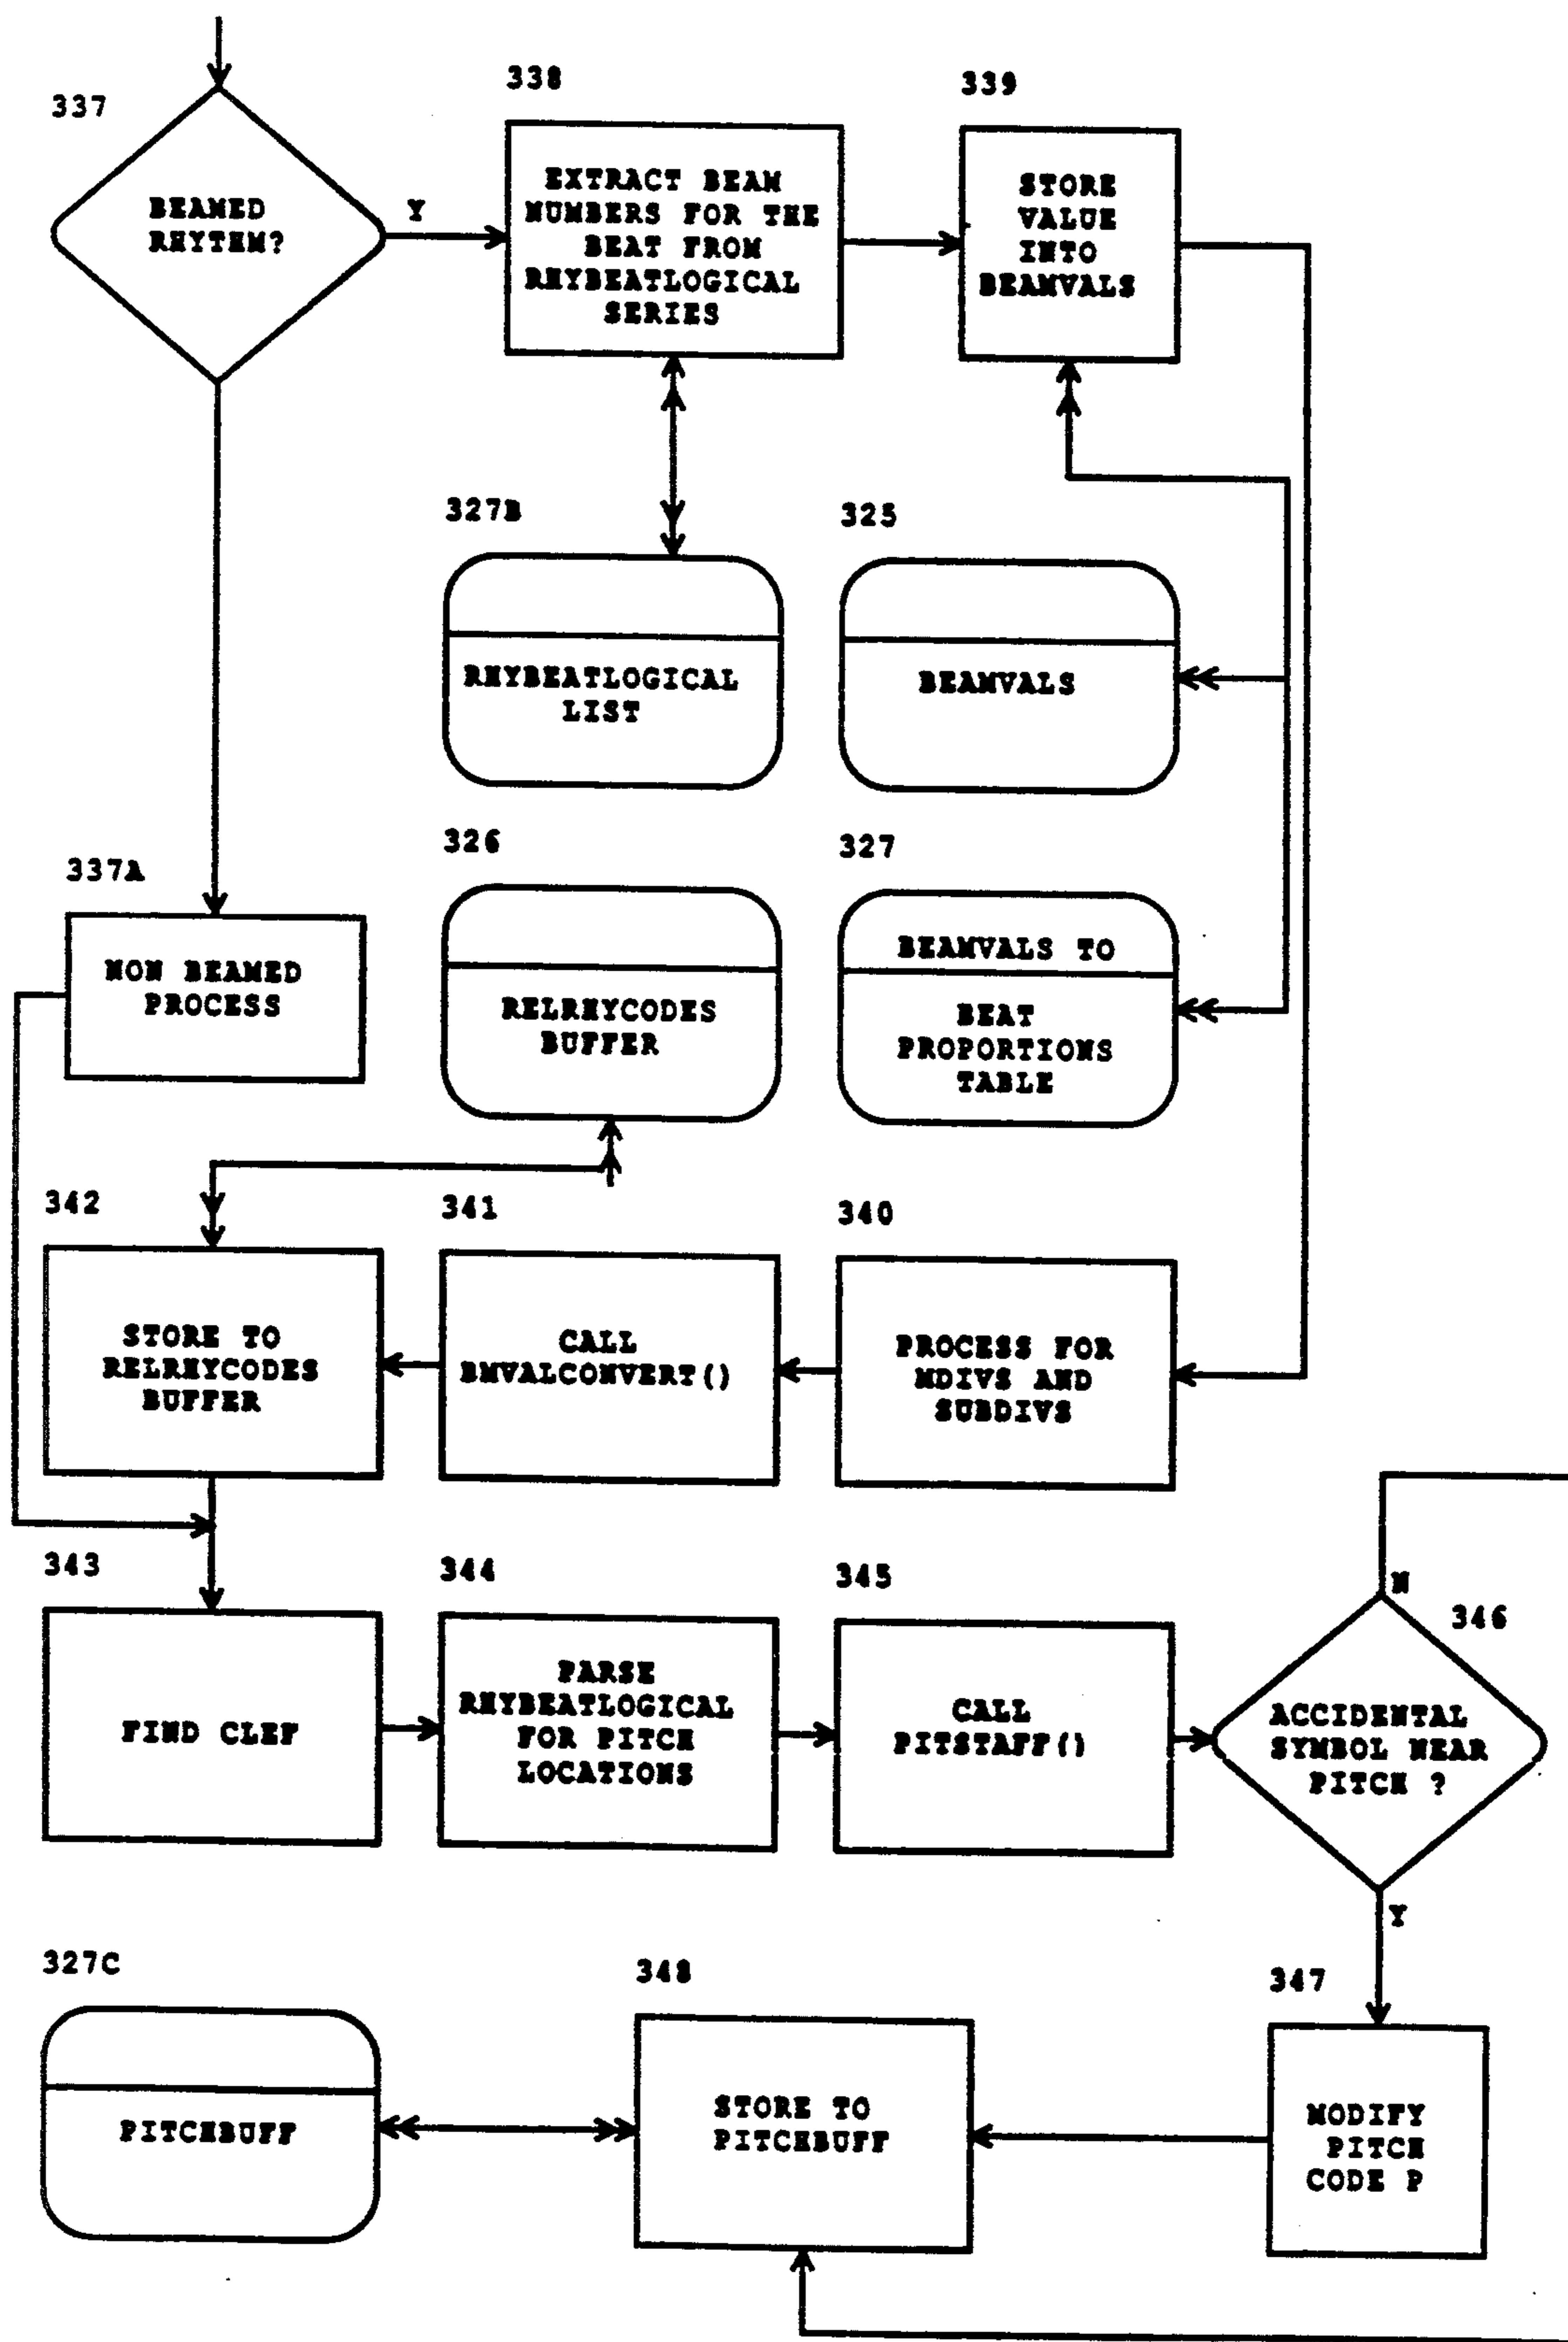 337
338
339
BEAMED
RHYTHM?
Y
EXTRACT BEAM
NUMBERS FOR THE
BEAT FROM
RHYBEATLOGICAL
SERIES
STORE
VALUE
INTO
BEAMVALS
327B
325
RHYBEATLOGICAL
LIST
BEAMVALS
337A
326
327
NON BEAMED
PROCESS
RELRHYCODES
BUFFER
BEAMVALS TO
BEAT
PROPORTIONS
TABLE
342
341
340
STORE TO
RELRHYCODES
BUFFER
CALL
BMVALCONVERT()
PROCESS FOR
MDIVS AND
SUBDIVS
343
344
345
N
346
FIND CLEF
PARSE
RHYBEATLOGICAL
FOR PITCH
LOCATIONS
CALL
PITSTAFF()
ACCIDENTAL
SYMBOL NEAR
PITCH ?
Y
327C
348
347
PITCHBUFF
STORE TO
PITCHBUFF
MODIFY
PITCH
CODE P